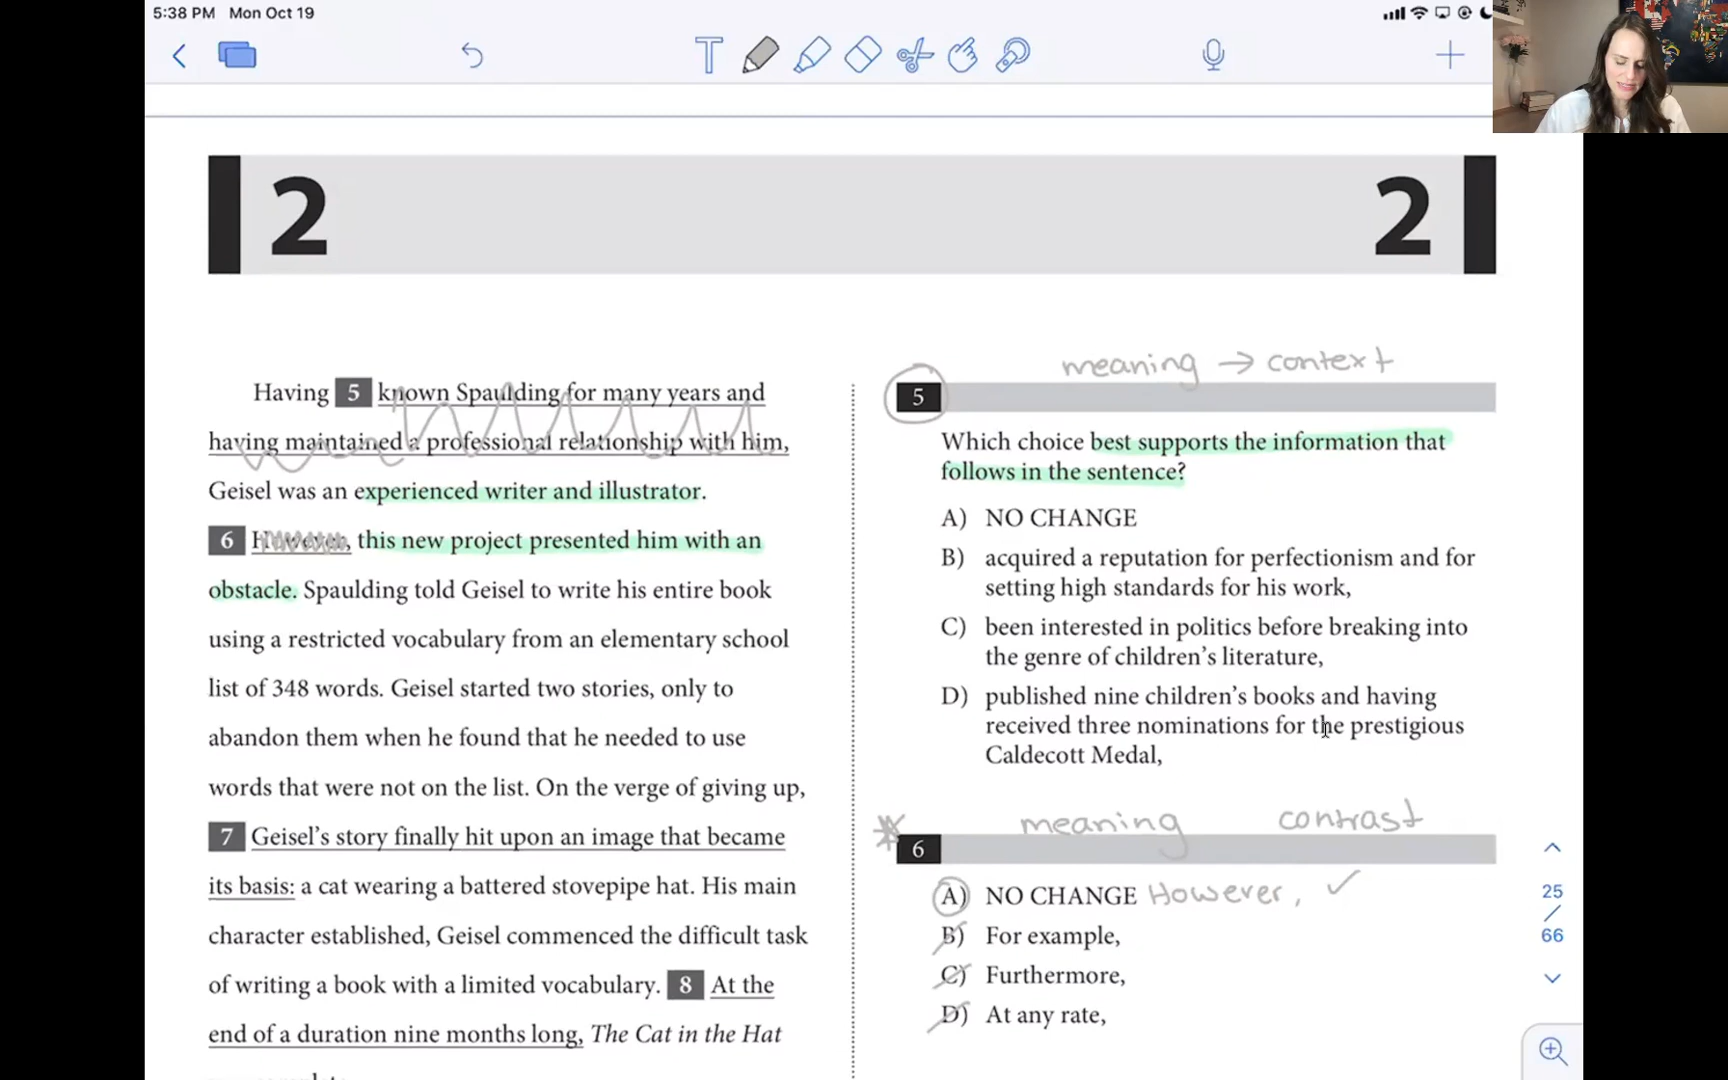 5:38 PM Mon Oct 19
2
2
Having 5 known Spaulding for many years and
having maintained a professional relationship with him,
Geisel was an experienced writer and illustrator.
6 However, this new project presented him with an
obstacle. Spaulding told Geisel to write his entire book
using a restricted vocabulary from an elementary school
list of 348 words. Geisel started two stories, only to
abandon them when he found that he needed to use
words that were not on the list. On the verge of giving up,
7 Geisel’s story finally hit upon an image that became
its basis: a cat wearing a battered stovepipe hat. His main
character established, Geisel commenced the difficult task
of writing a book with a limited vocabulary. 8 At the
end of a duration nine months long, The Cat in the Hat
meaning → context
5
Which choice best supports the information that
follows in the sentence?
A) NO CHANGE
B) acquired a reputation for perfectionism and for
setting high standards for his work,
C) been interested in politics before breaking into
the genre of children’s literature,
D) published nine children’s books and having
received three nominations for the prestigious
Caldecott Medal,
meaning contrast
6
A) NO CHANGE However, ✓
B) For example,
C) Furthermore,
D) At any rate,
25
/
66